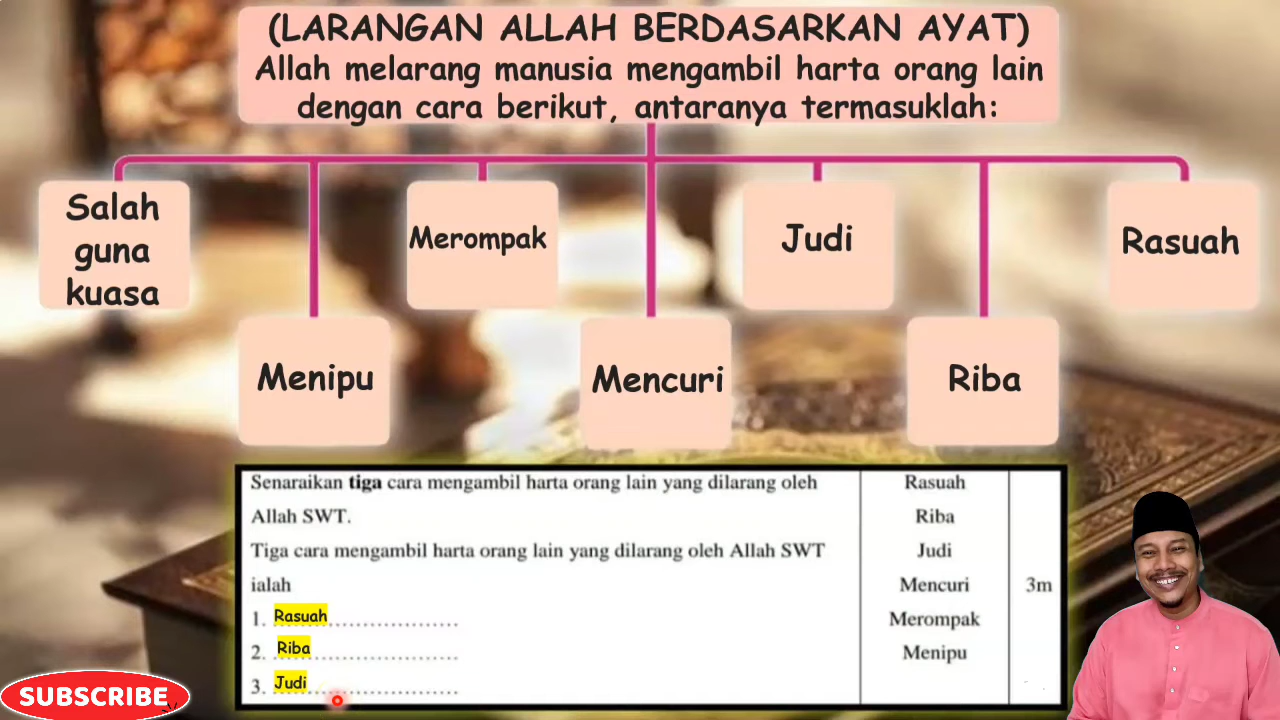 (LARANGAN ALLAH BERDASARKAN AYAT)
Allah melarang manusia mengambil harta orang lain
dengan cara berikut, antaranya termasuklah:
Salah
guna
kuasa
Menipu
Merompak
Mencuri
Judi
Riba
Rasuah
Senaraikan tiga cara mengambil harta orang lain yang dilarang oleh
Allah SWT.
Tiga cara mengambil harta orang lain yang dilarang oleh Allah SWT
ialah
1. Rasuah..................
2. Riba..................
3. Judi..................
Rasuah
Riba
Judi
Mencuri
Merompak
Menipu
3m
SUBSCRIBE